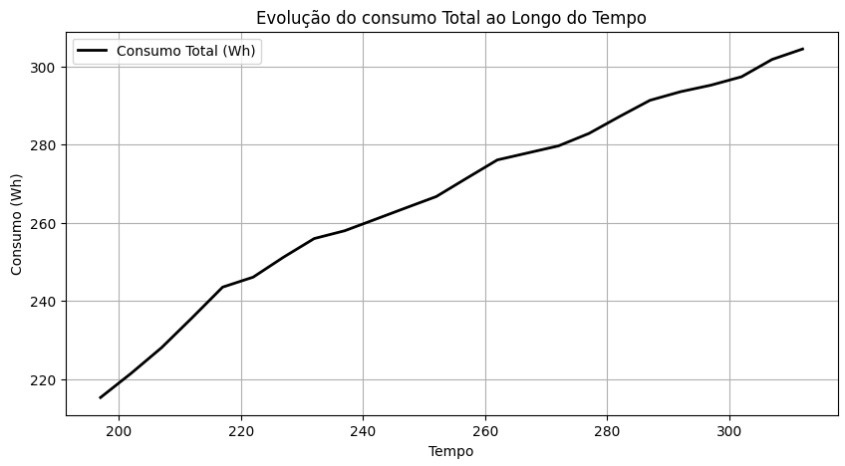 Evolução do consumo Total ao Longo do Tempo
Consumo Total (Wh)
300
280
260
240
220
Consumo (Wh)
200 220 240 260 280 300
Tempo